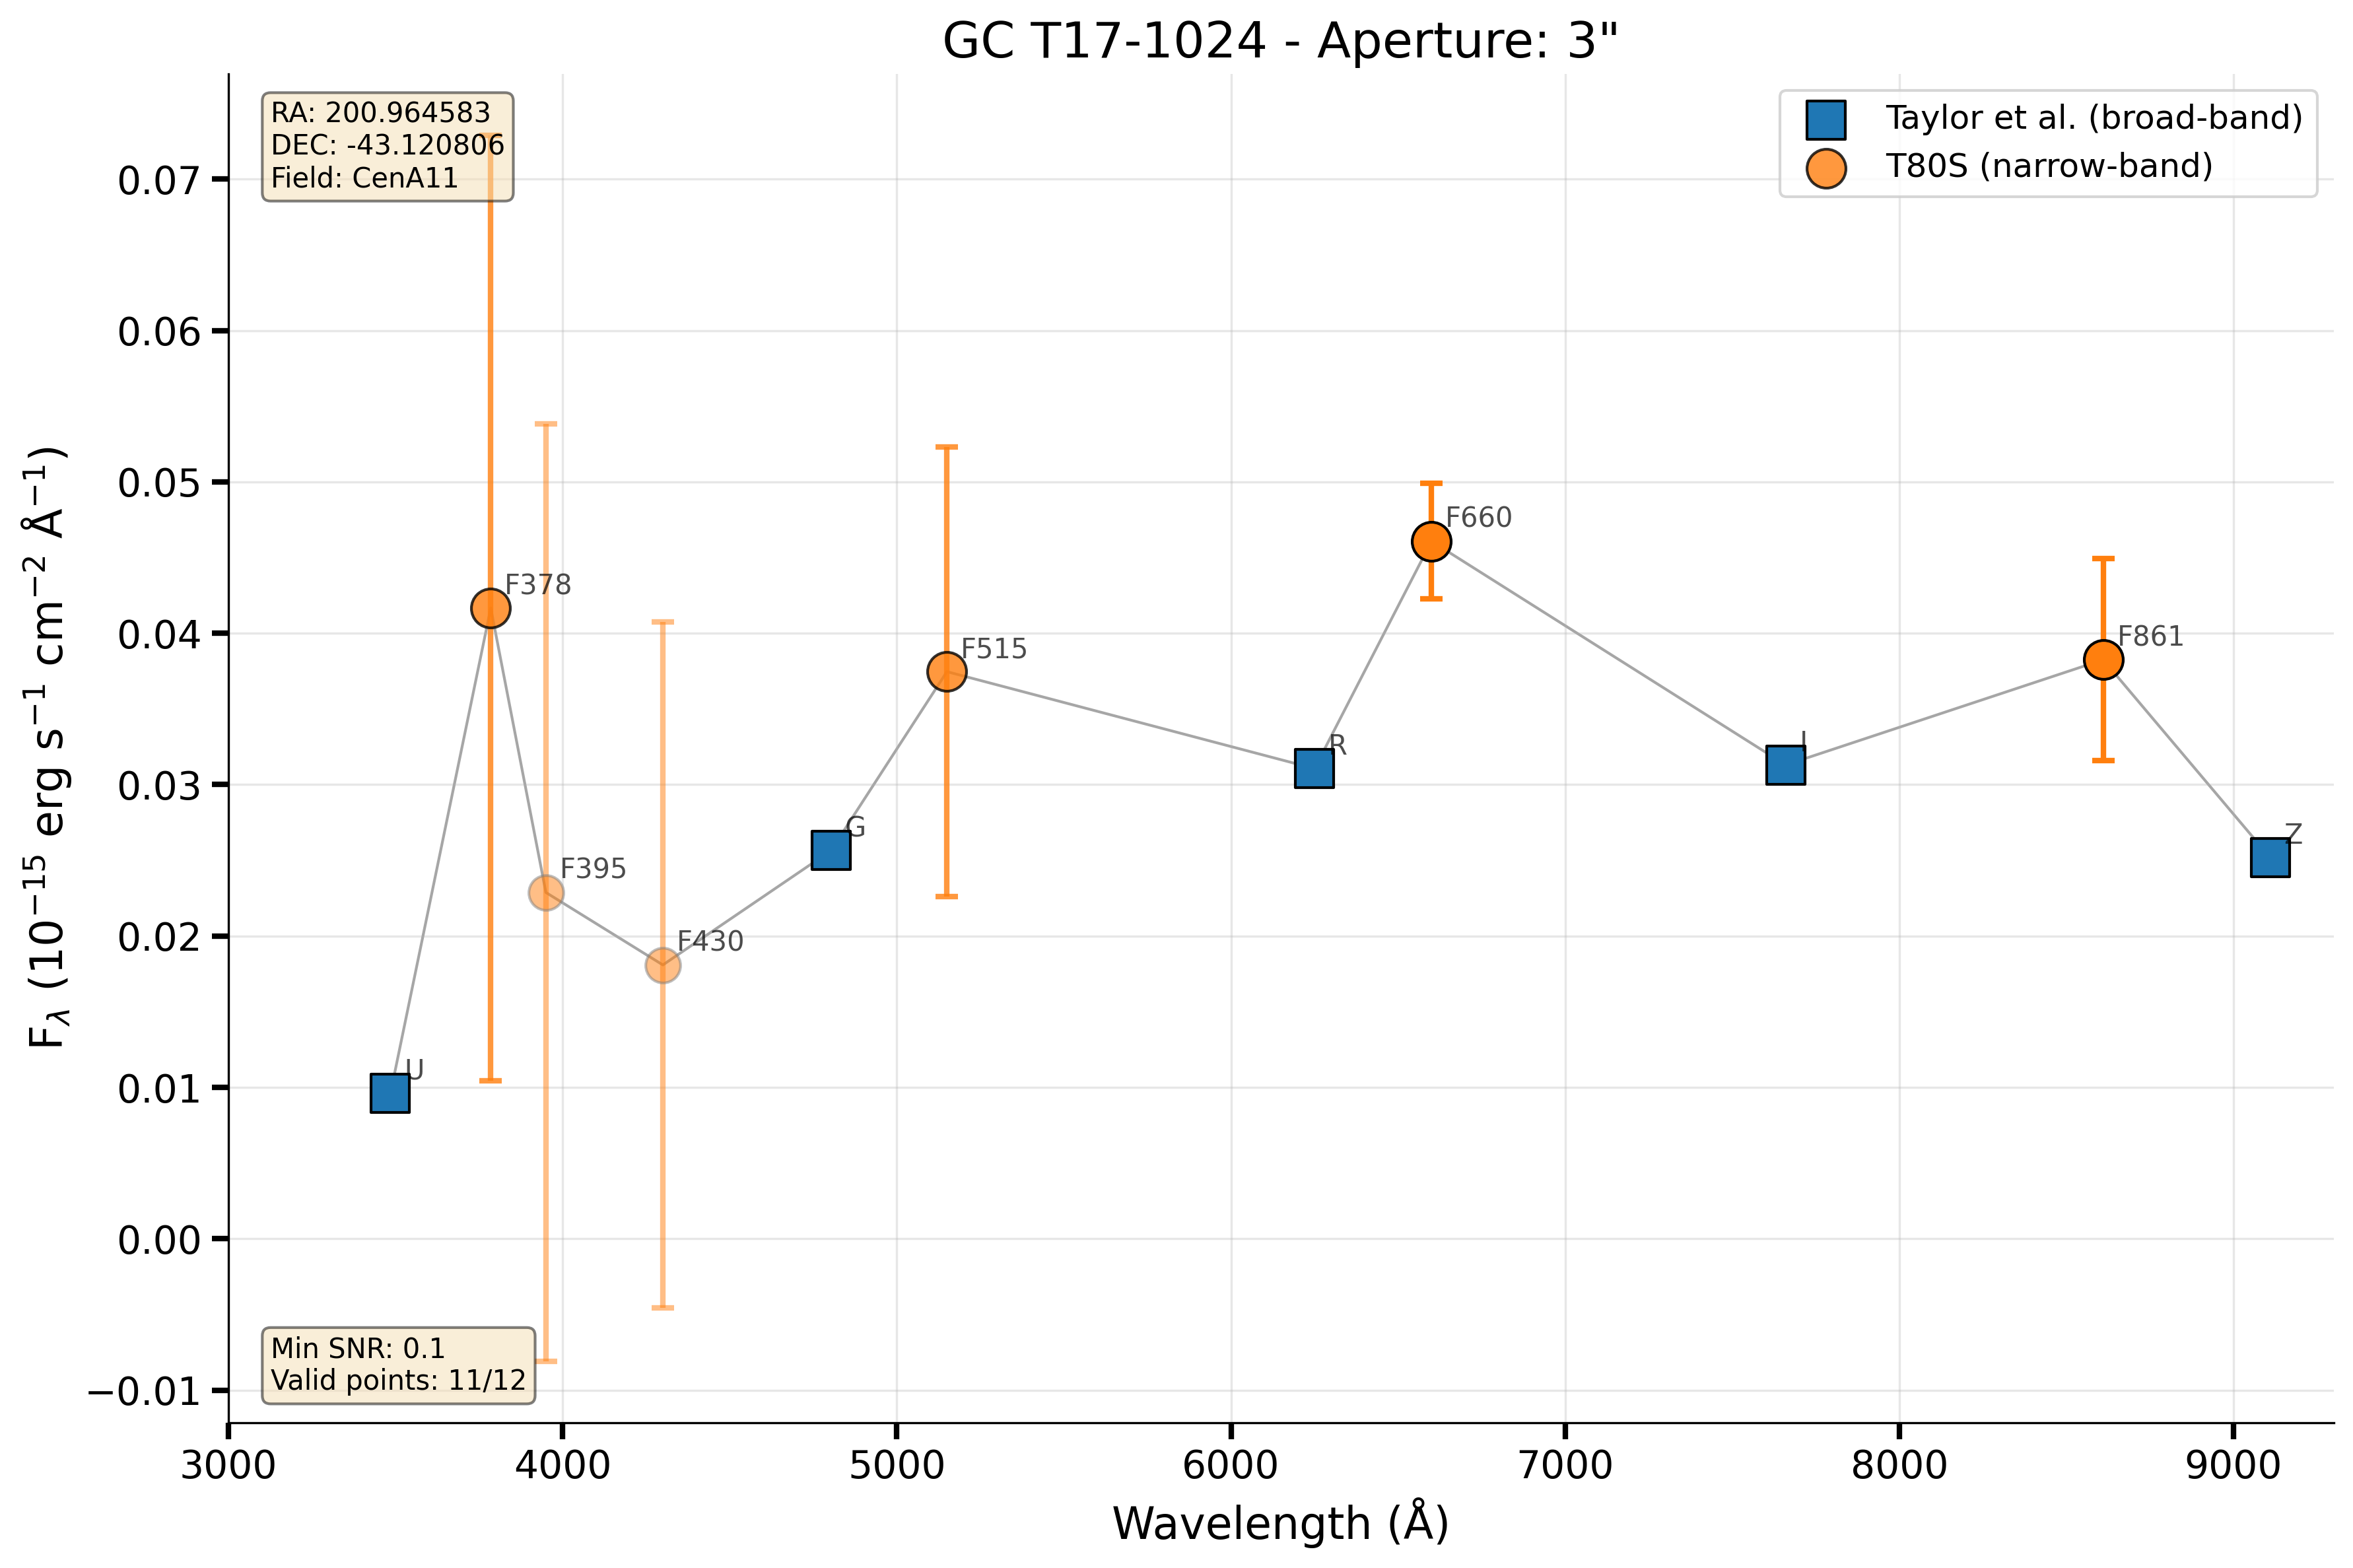 GC T17-1024 - Aperture: 3"
RA: 200.964583
DEC: -43.120806
Field: CenA11
Taylor et al. (broad-band)
T80S (narrow-band)
0.07
0.06
0.05
0.04
0.03
0.02
0.01
0.00
−0.01
F_λ (10⁻¹⁵ erg s⁻¹ cm⁻² Å⁻¹)
U
F378
F395
F430
G
F515
R
F660
I
F861
Z
Min SNR: 0.1
Valid points: 11/12
3000 4000 5000 6000 7000 8000 9000
Wavelength (Å)